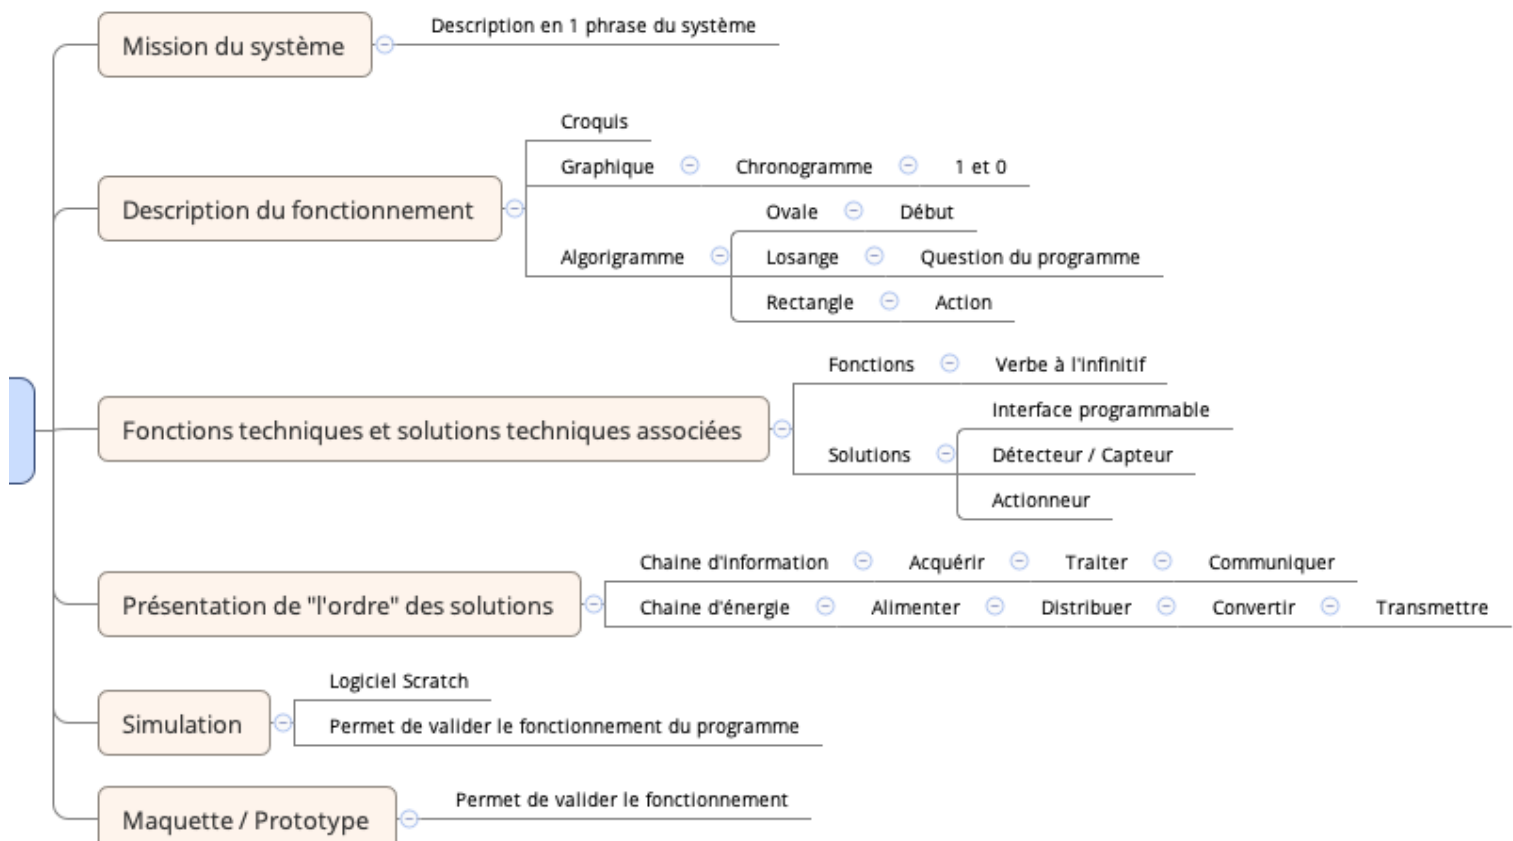 Mission du système
Description en 1 phrase du système
Description du fonctionnement
Croquis
Graphique
Chronogramme
1 et 0
Algorigramme
Ovale
Début
Losange
Question du programme
Rectangle
Action
Fonctions techniques et solutions techniques associées
Fonctions
Verbe à l'infinitif
Solutions
Interface programmable
Détecteur / Capteur
Actionneur
Présentation de "l'ordre" des solutions
Chaine d'information
Acquérir
Traiter
Communiquer
Chaine d'énergie
Alimenter
Distribuer
Convertir
Transmettre
Simulation
Logiciel Scratch
Permet de valider le fonctionnement du programme
Maquette / Prototype
Permet de valider le fonctionnement